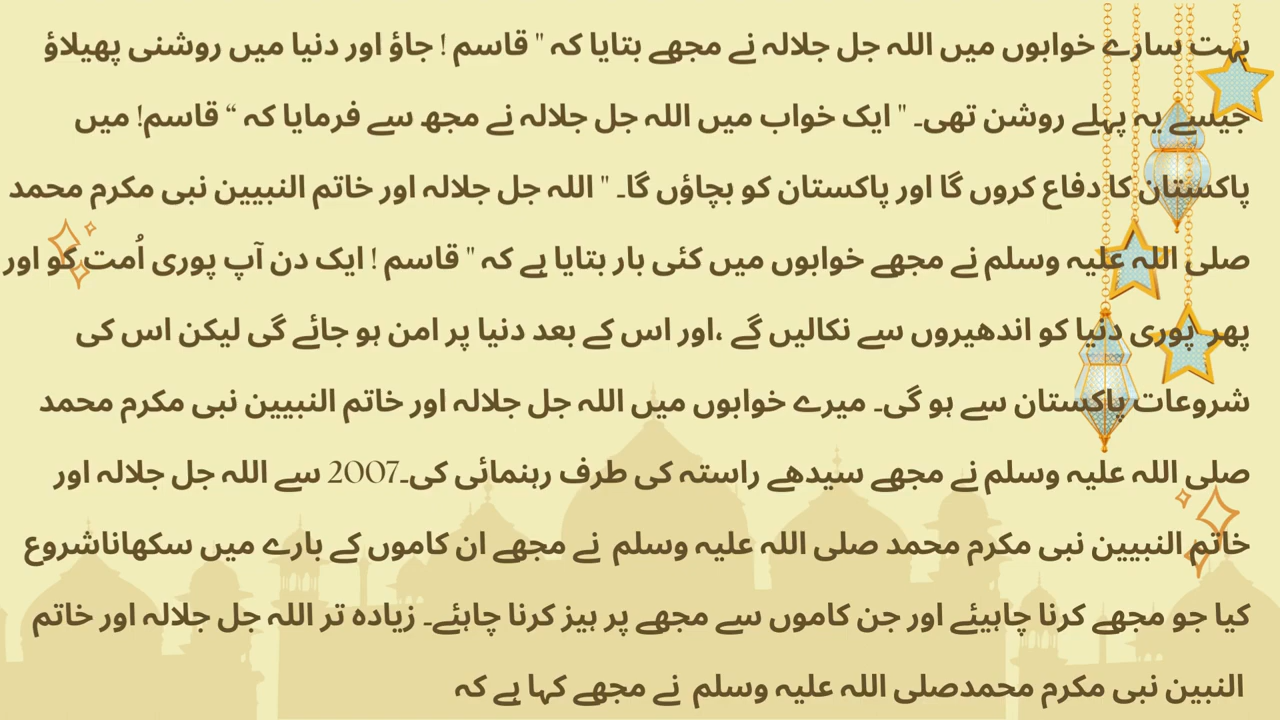 بہت سارے خوابوں میں اللہ جل جلالہ نے مجھے بتایا کہ " قاسم ! جاؤ اور دنیا میں روشنی پھیلاؤ
جیسے یہ پہلے روشن تھی۔ " ایک خواب میں اللہ جل جلالہ نے مجھ سے فرمایا کہ “ قاسم! میں
پاکستان کا دفاع کروں گا اور پاکستان کو بچاؤں گا۔ " اللہ جل جلالہ اور خاتم النبیین نبی مکرم محمد
صلی اللہ علیہ وسلم نے مجھے خوابوں میں کئی بار بتایا ہے کہ " قاسم ! ایک دن آپ پوری اُمت کو اور
پھر پوری دنیا کو اندھیروں سے نکالیں گے ،اور اس کے بعد دنیا پر امن ہو جائے گی لیکن اس کی
شروعات پاکستان سے ہو گی۔ میرے خوابوں میں اللہ جل جلالہ اور خاتم النبیین نبی مکرم محمد
صلی اللہ علیہ وسلم نے مجھے سیدھے راستہ کی طرف رہنمائی کی۔2007 سے اللہ جل جلالہ اور
خاتم النبیین نبی مکرم محمد صلی اللہ علیہ وسلم نے مجھے ان کاموں کے بارے میں سکھاناشروع
کیا جو مجھے کرنا چاہیئے اور جن کاموں سے مجھے پر ہیز کرنا چاہئے۔ زیادہ تر اللہ جل جلالہ اور خاتم
النبین نبی مکرم محمدصلی اللہ علیہ وسلم نے مجھے کہا ہے کہ